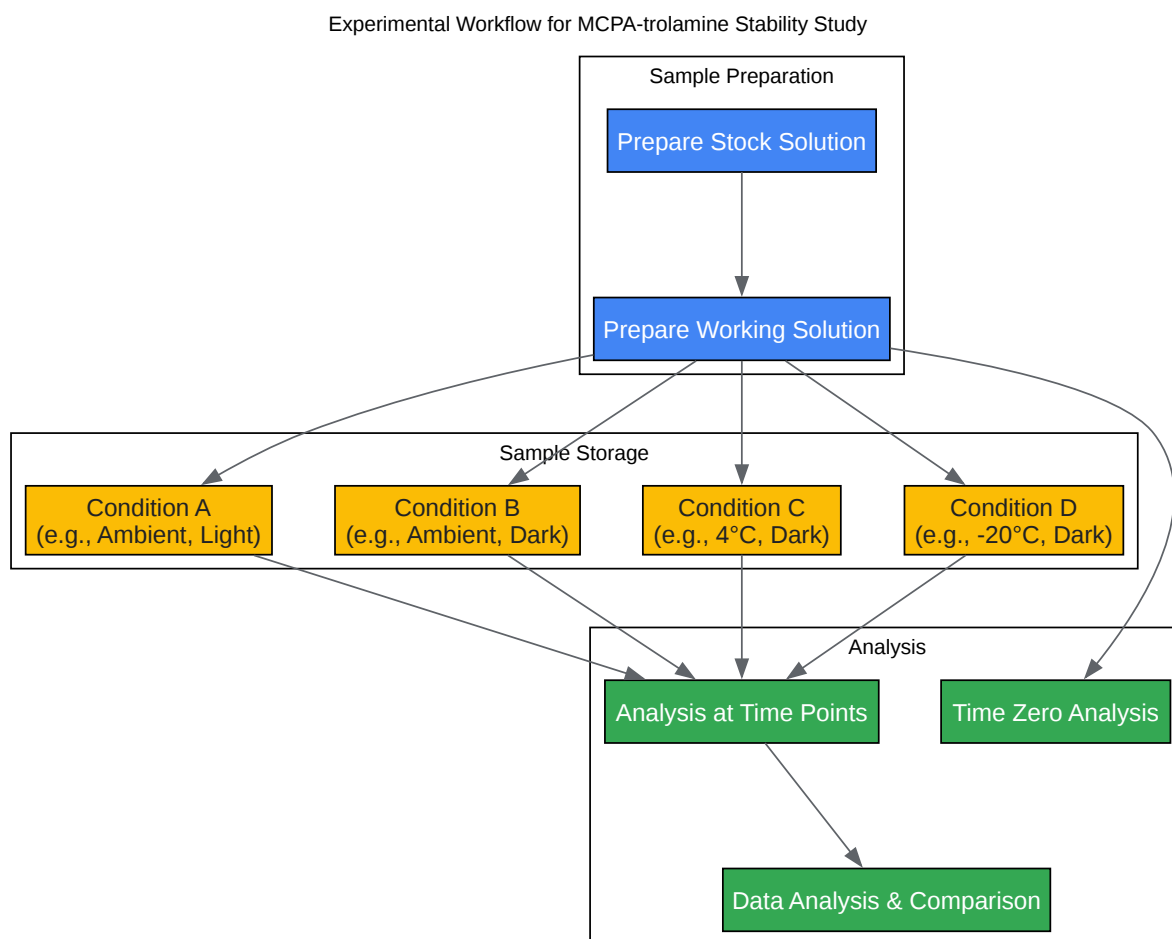 Experimental Workflow for MCPA-trolamine Stability Study
Sample Preparation
Prepare Stock Solution
Prepare Working Solution
Sample Storage
Condition A
(e.g., Ambient, Light)
Condition B
(e.g., Ambient, Dark)
Condition C
(e.g., 4°C, Dark)
Condition D
(e.g., -20°C, Dark)
Analysis
Analysis at Time Points
Time Zero Analysis
Data Analysis & Comparison